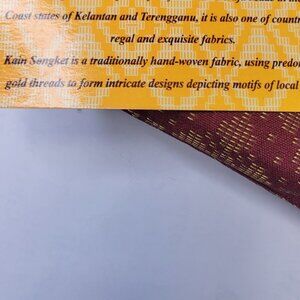 Coast states of Kelantan and Terengganu, it is also one of countr
regal and exquisite fabrics.
Kain Songket is a traditionally hand-woven fabric, using predo
gold threads to form intricate designs depicting motifs of local